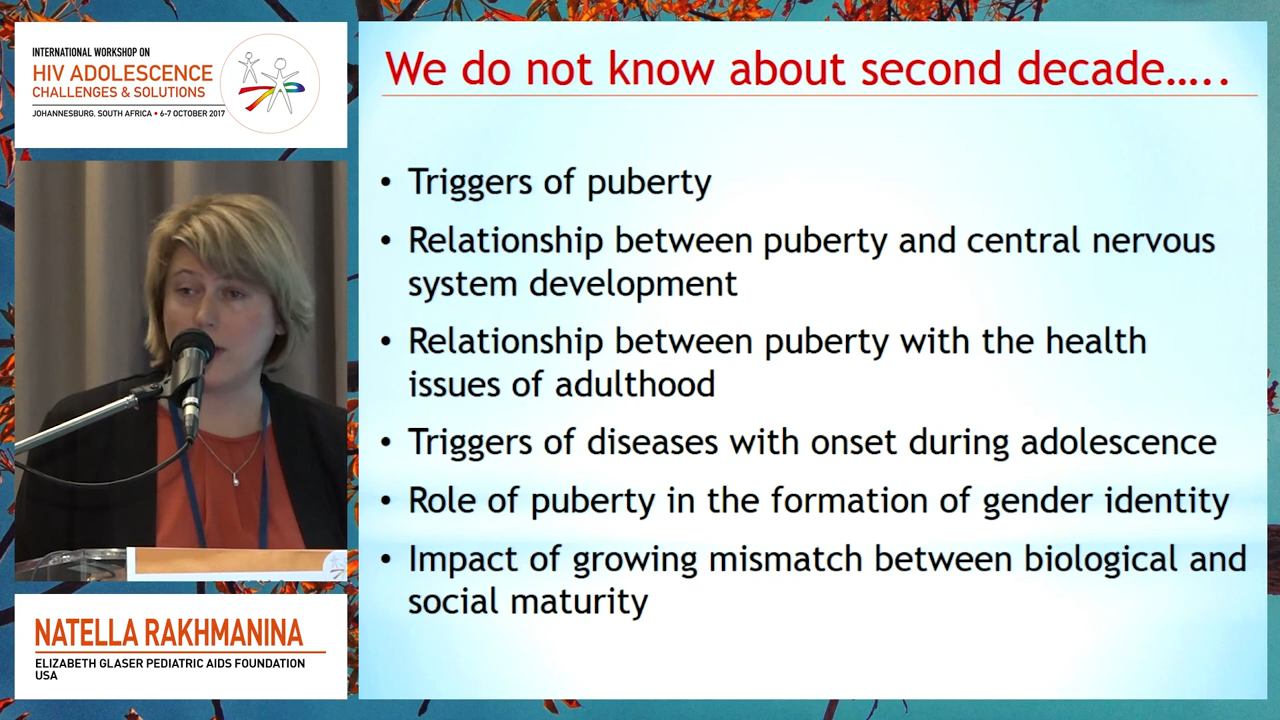 INTERNATIONAL WORKSHOP ON
HIV ADOLESCENCE
CHALLENGES & SOLUTIONS
JOHANNESBURG, SOUTH AFRICA • 6-7 OCTOBER 2017
We do not know about second decade…..
• Triggers of puberty
• Relationship between puberty and central nervous
system development
• Relationship between puberty with the health
issues of adulthood
• Triggers of diseases with onset during adolescence
• Role of puberty in the formation of gender identity
• Impact of growing mismatch between biological and
social maturity
NATELLA RAKHMANINA
ELIZABETH GLASER PEDIATRIC AIDS FOUNDATION
USA